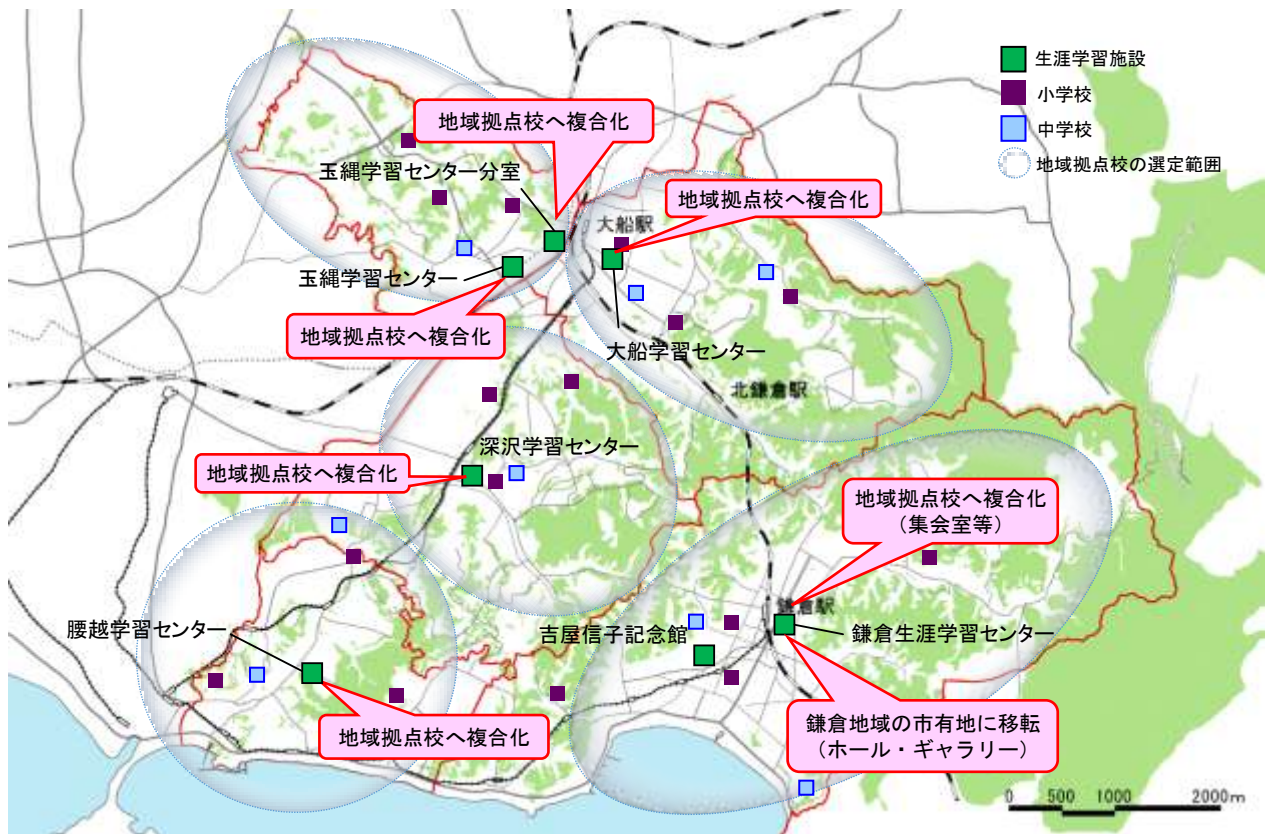 生涯学習施設
小学校
中学校
地域拠点校の選定範囲
地域拠点校へ複合化
玉縄学習センター分室
地域拠点校へ複合化
大船駅
玉縄学習センター
地域拠点校へ複合化
大船学習センター
北鎌倉駅
深沢学習センター
地域拠点校へ複合化
地域拠点校へ複合化
(集会室等)
鎌倉駅
腰越学習センター
吉屋信子記念館
鎌倉生涯学習センター
地域拠点校へ複合化
鎌倉地域の市有地に移転
(ホール・ギャラリー)
0 500 1000 2000m